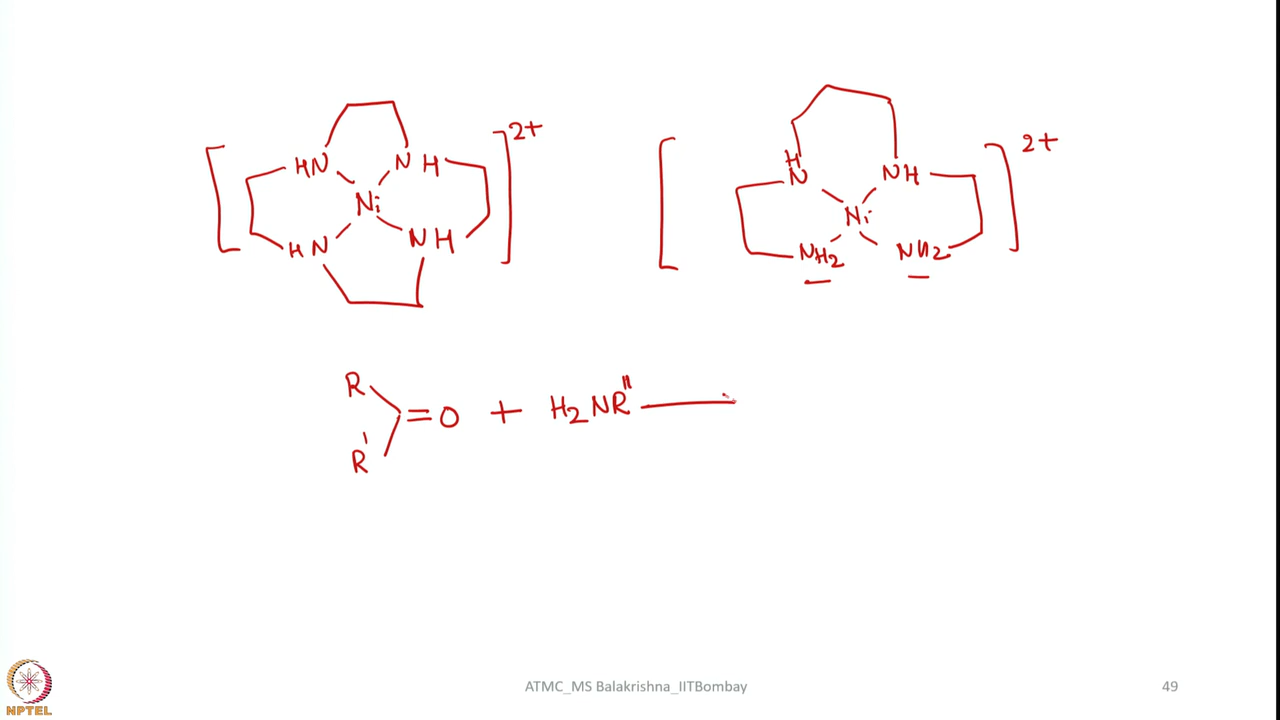 [ HN NH Ni HN NH ]2+
[ H N NH Ni NH2 NH2 ]2+
R R' =O + H2NR"
ATMC_MS Balakrishna_IITBombay 49
NPTEL